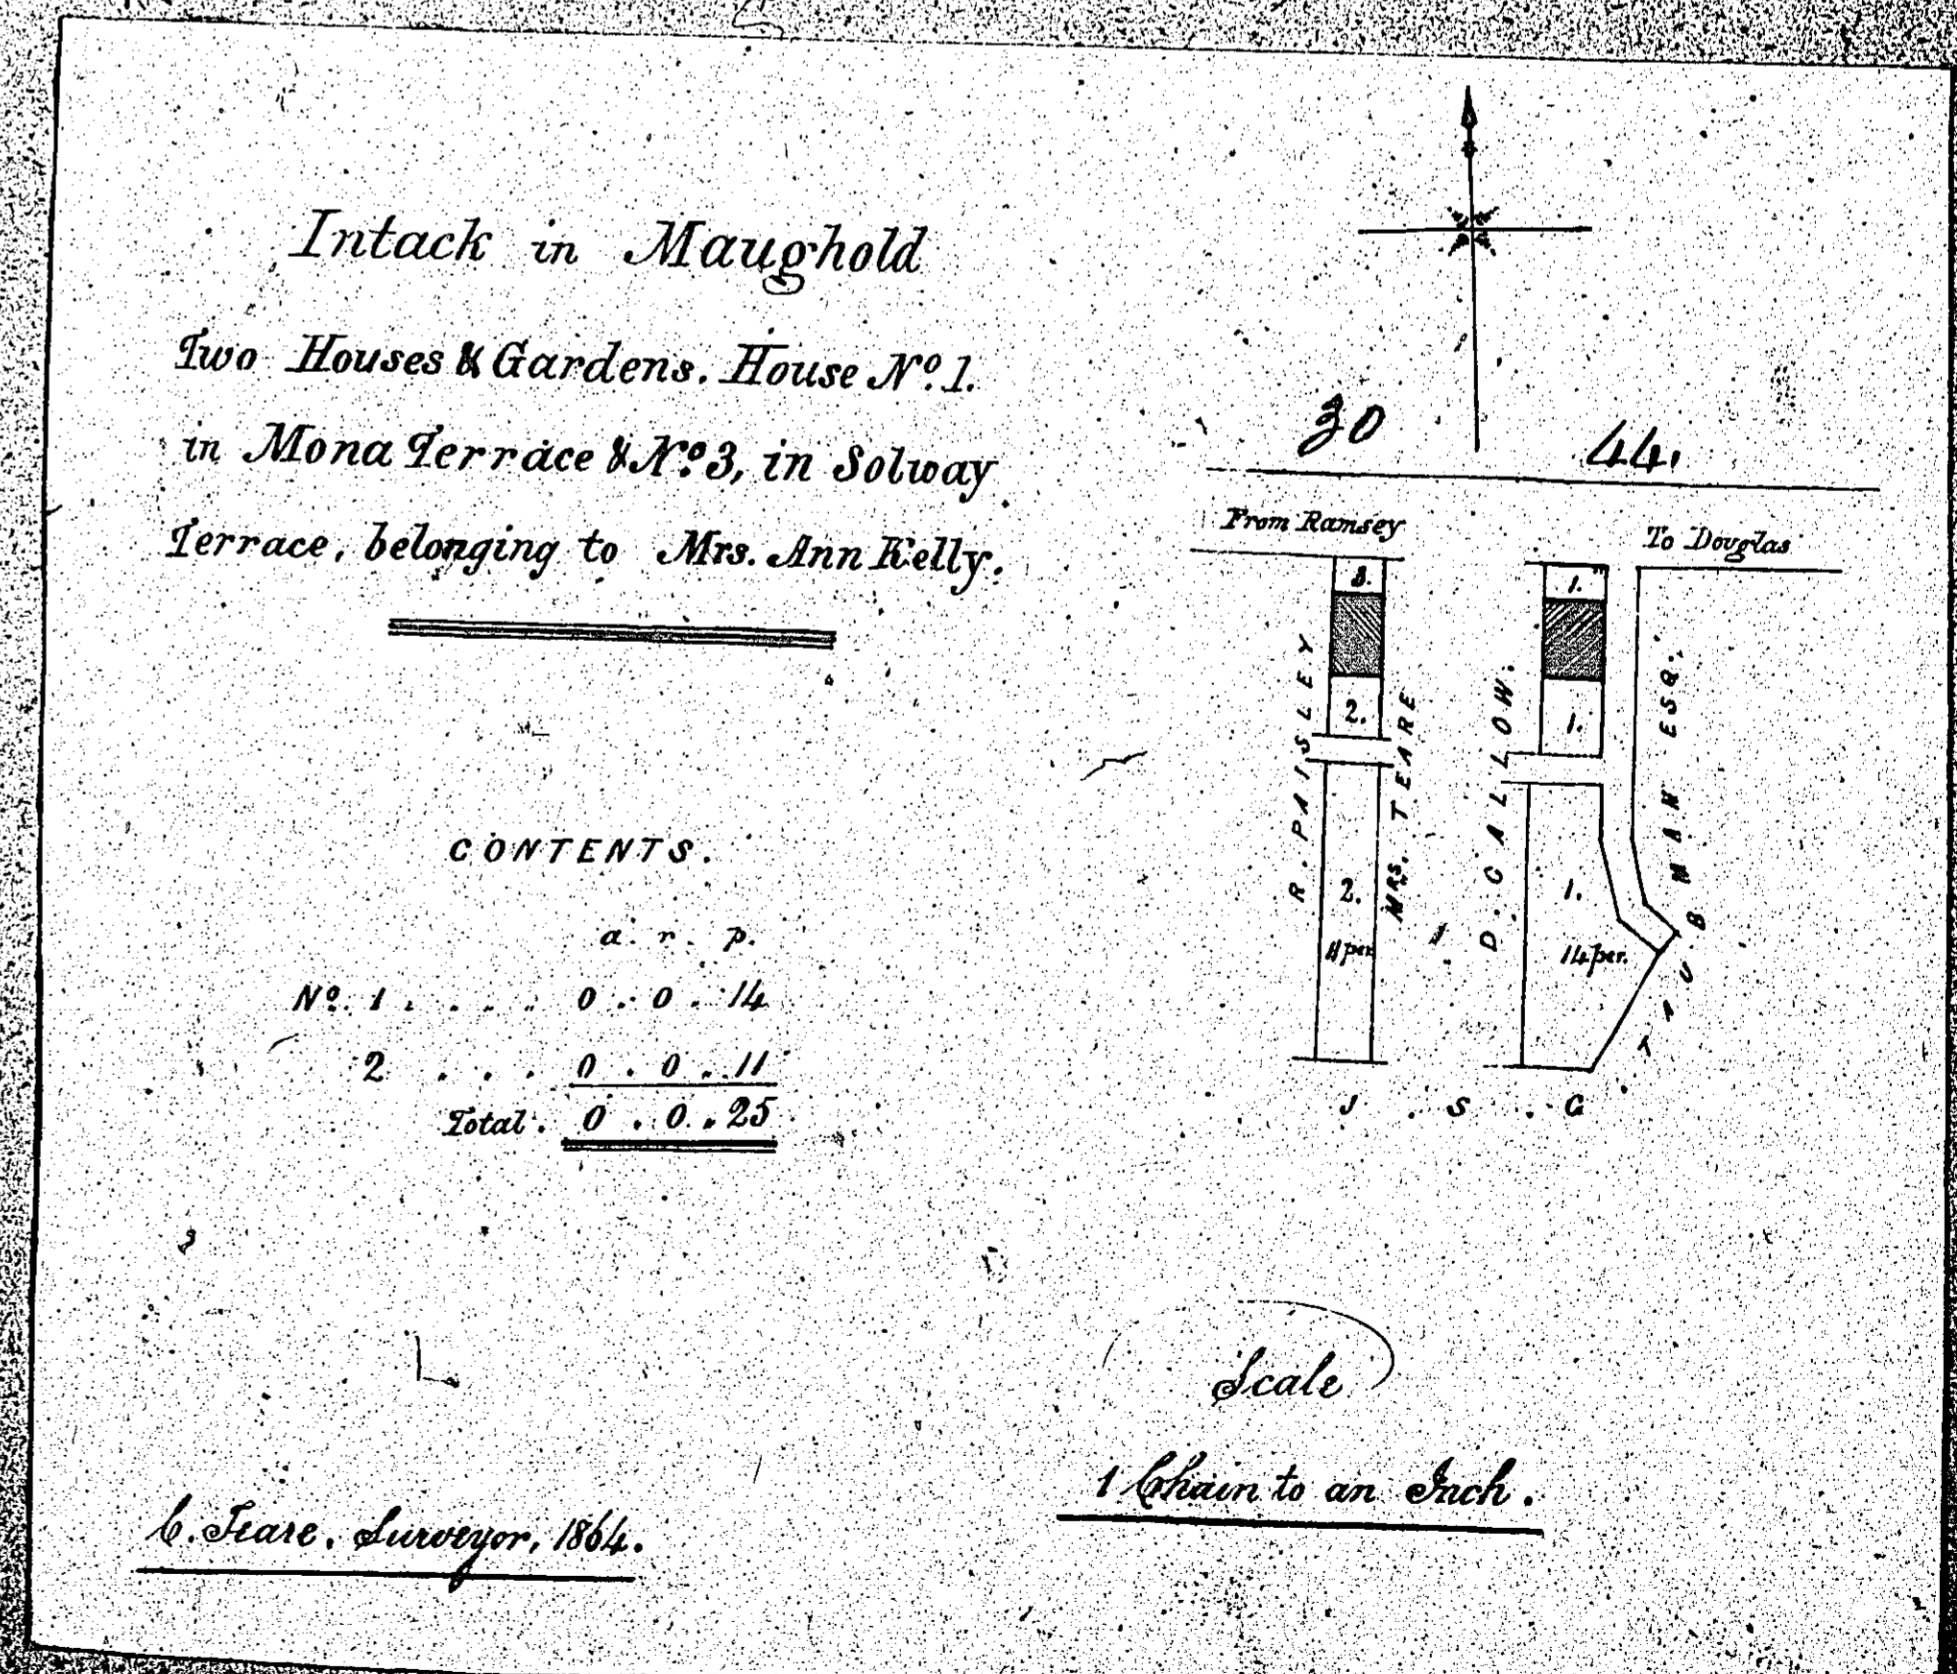 Intack in Maughold
Two Houses & Gardens. House Nº. 1.
in Mona Terrace & Nº. 3, in Solway
Terrace, belonging to Mrs. Ann Kelly.
CONTENTS.
a. r. p.
Nº. 1 . . . . . 0 . 0 . 14
2 . . . 0 . 0 . 11
Total. 0 . 0 . 25
C. Teare. Surveyor, 1864.
30 44.
From Ramsey
To Douglas
1.
2.
1.
2.
1.
11 per
14 per.
R. PAISLEY
MRS. TEARE
D. CALLOW.
TAUBMAN ESQ.
J. S. G
Scale
1 Chain to an Inch.